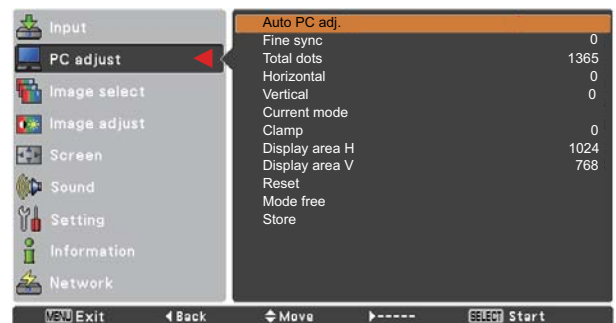 Input
PC adjust
Image select
Image adjust
Screen
Sound
Setting
Information
Network
Auto PC adj.
Fine sync 0
Total dots 1365
Horizontal 0
Vertical 0
Current mode
Clamp 0
Display area H 1024
Display area V 768
Reset
Mode free
Store
MENU Exit ◀Back ◆Move ▶----- SELECT Start